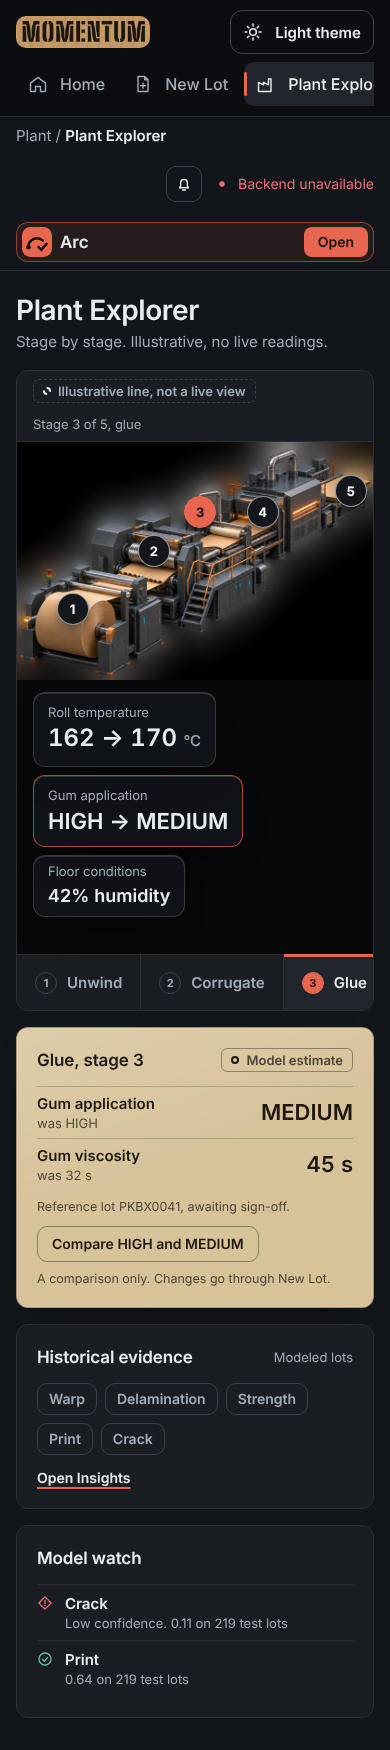 MOMENTUM
Light theme
Home
New Lot
Plant Explo
Plant / Plant Explorer
Backend unavailable
Arc
Open
Plant Explorer
Stage by stage. Illustrative, no live readings.
Illustrative line, not a live view
Stage 3 of 5, glue
5
3
4
2
1
Roll temperature
162 → 170 °C
Gum application
HIGH → MEDIUM
Floor conditions
42% humidity
1 Unwind
2 Corrugate
3 Glue
Glue, stage 3
Model estimate
Gum application
was HIGH
MEDIUM
Gum viscosity
was 32 s
45 s
Reference lot PKBX0041, awaiting sign-off.
Compare HIGH and MEDIUM
A comparison only. Changes go through New Lot.
Historical evidence
Modeled lots
Warp
Delamination
Strength
Print
Crack
Open Insights
Model watch
Crack
Low confidence. 0.11 on 219 test lots
Print
0.64 on 219 test lots